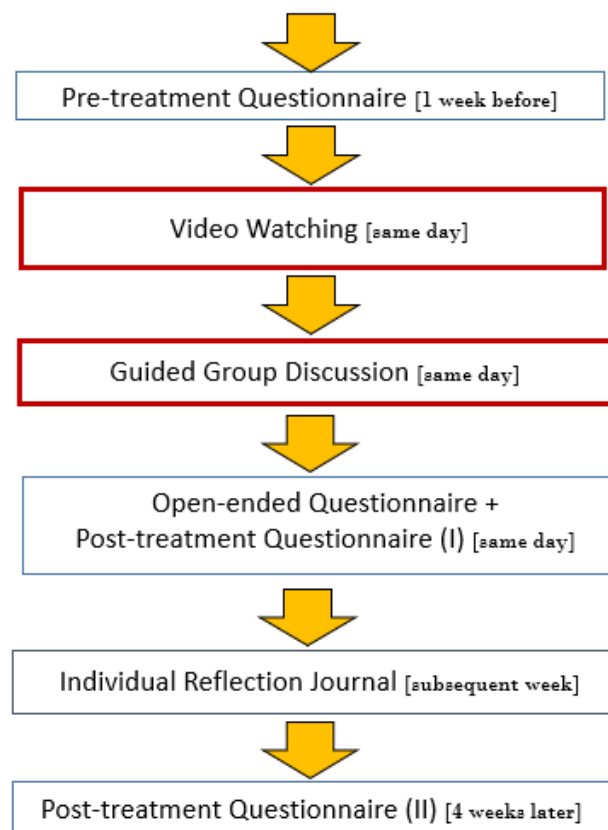 Pre-treatment Questionnaire [1 week before]
Video Watching [same day]
Guided Group Discussion [same day]
Open-ended Questionnaire +
Post-treatment Questionnaire (I) [same day]
Individual Reflection Journal [subsequent week]
Post-treatment Questionnaire (II) [4 weeks later]